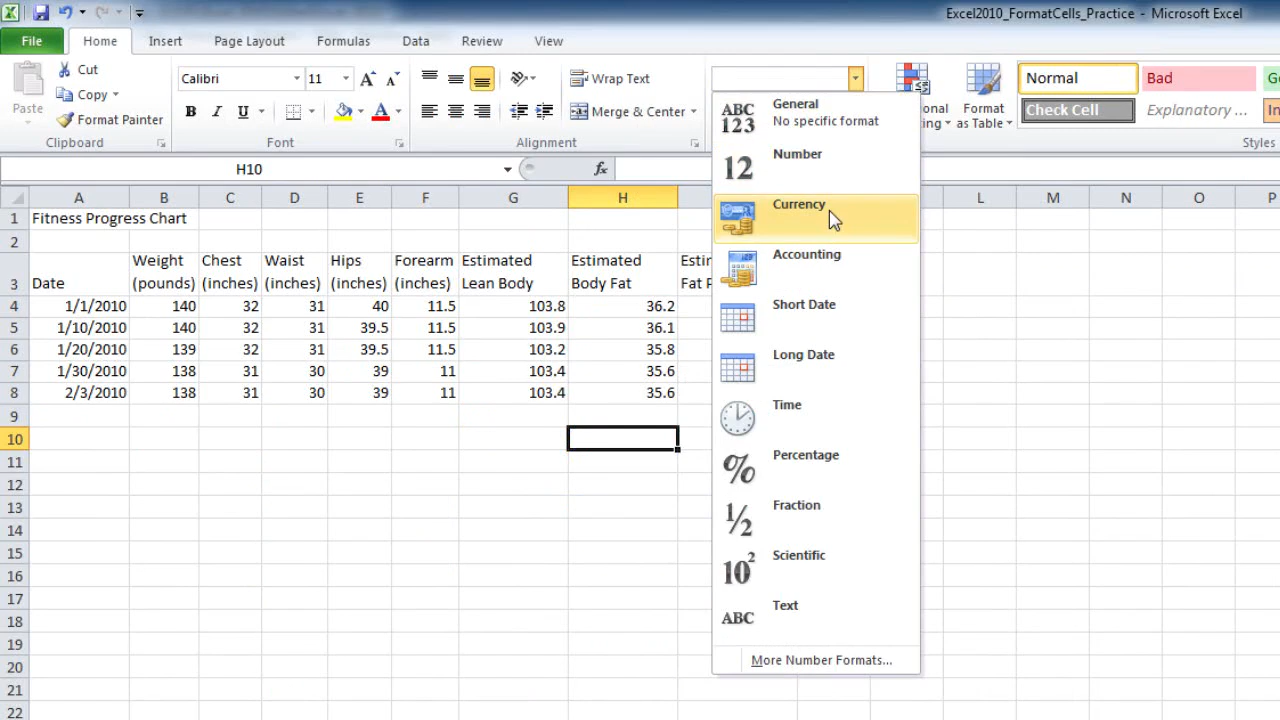 Excel2010_FormatCells_Practice - Microsoft Excel
File Home Insert Page Layout Formulas Data Review View
Cut
Copy
Format Painter
Paste
Clipboard
Calibri 11
B I U
Font
Wrap Text
Merge & Center
Alignment
Format
as Table
Normal Bad
Check Cell Explanatory ...
Styles
H10 fx
A B C D E F G H L M N O P
1 Fitness Progress Chart
2
Weight Chest Waist Hips Forearm Estimated Estimated
3 Date (pounds) (inches) (inches) (inches) (inches) Lean Body Body Fat
4 1/1/2010 140 32 31 40 11.5 103.8 36.2
5 1/10/2010 140 32 31 39.5 11.5 103.9 36.1
6 1/20/2010 139 32 31 39.5 11.5 103.2 35.8
7 1/30/2010 138 31 30 39 11 103.4 35.6
8 2/3/2010 138 31 30 39 11 103.4 35.6
9
10
11
12
13
14
15
16
17
18
19
20
21
22
ABC
123
General
No specific format
12 Number
Currency
Accounting
Short Date
Long Date
Time
% Percentage
1/2 Fraction
10² Scientific
ABC Text
More Number Formats...